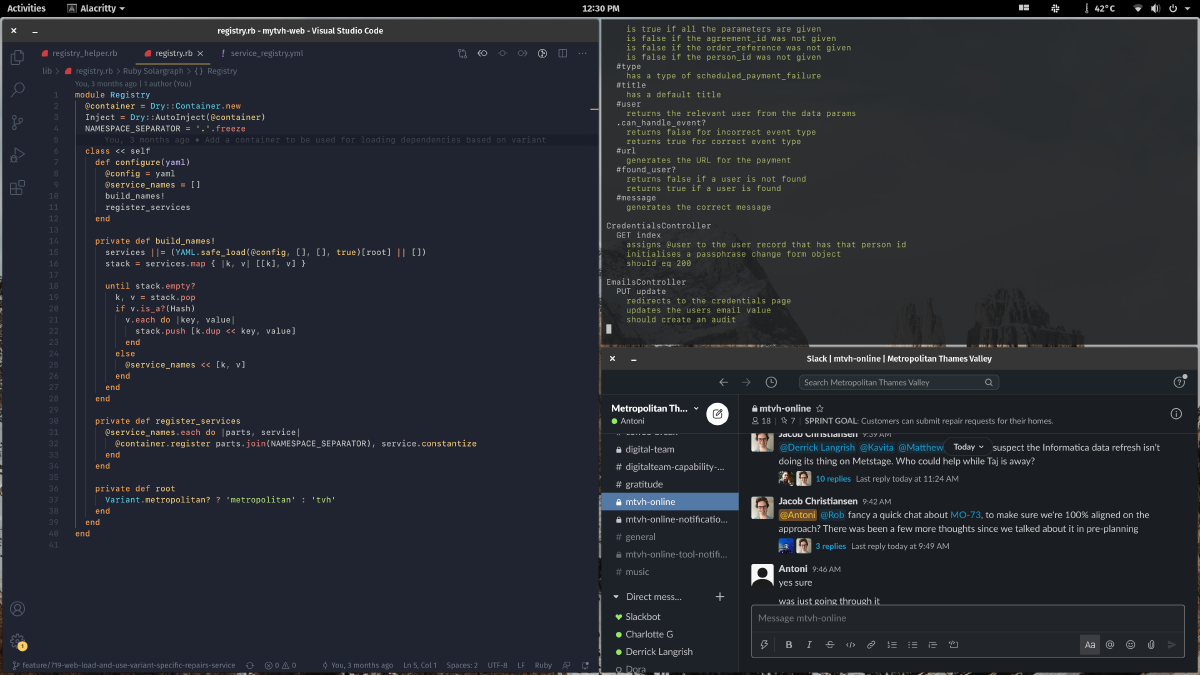 Activities
Alacritty
12:30 PM
42°C
registry.rb - mytvh-web - Visual Studio Code
registry_helper.rb
registry.rb
service_registry.yml
lib > registry.rb > Ruby Solargraph > {} Registry
You, 3 months ago | 1 author (You)
1 module Registry
2 @container = Dry::Container.new
3 Inject = Dry::AutoInject(@container)
4 NAMESPACE_SEPARATOR = '.'.freeze
5 You, 3 months ago • Add a container to be used for loading dependencies based on variant
6 class << self
7 def configure(yaml)
8 @config = yaml
9 @service_names = []
10 build_names!
11 register_services
12 end
13
14 private def build_names!
15 services ||= (YAML.safe_load(@config, [], [], true)[root] || [])
16 stack = services.map { |k, v| [[k], v] }
17
18 until stack.empty?
19 k, v = stack.pop
20 if v.is_a?(Hash)
21 v.each do |key, value|
22 stack.push [k.dup << key, value]
23 end
24 else
25 @service_names << [k, v]
26 end
27 end
28 end
29
30 private def register_services
31 @service_names.each do |parts, service|
32 @container.register parts.join(NAMESPACE_SEPARATOR), service.constantize
33 end
34 end
35
36 private def root
37 Variant.metropolitan? ? 'metropolitan' : 'tvh'
38 end
39 end
40 end
41
1
feature/719-web-load-and-use-variant-specific-repairs-service
0 0
You, 3 months ago
Ln 5, Col 1
Spaces: 2
UTF-8
LF
Ruby
is true if all the parameters are given
is false if the agreement_id was not given
is false if the order_reference was not given
is false if the person_id was not given
#type
has a type of scheduled_payment_failure
#title
has a default title
#user
returns the relevant user from the data params
.can_handle_event?
returns false for incorrect event type
returns true for correct event type
#url
generates the URL for the payment
#found_user?
returns false if a user is not found
returns true if a user is found
#message
generates the correct message
CredentialsController
GET index
assigns @user to the user record that has that person id
initialises a passphrase change form object
should eq 200
EmailsController
PUT update
redirects to the credentials page
updates the users email value
should create an audit
Slack | mtvh-online | Metropolitan Thames Valley
Search Metropolitan Thames Valley
Metropolitan Th...
Antoni
digital-team
# digitalteam-capability-...
# gratitude
mtvh-online
mtvh-online-notificatio...
# general
mtvh-online-tool-notifi...
# music
Direct mess...
Slackbot
Charlotte G
Derrick Langrish
Dora
mtvh-online
18 | 7 | SPRINT GOAL: Customers can submit repair requests for their homes.
Jacob Christiansen 9:39 AM
@Derrick Langrish @Kavita @Matthew
Today
suspect the Informatica data refresh isn't
doing its thing on Metstage. Who could help while Taj is away?
10 replies Last reply today at 11:24 AM
Jacob Christiansen 9:42 AM
@Antoni @Rob fancy a quick chat about MO-73, to make sure we're 100% aligned on the
approach? There was been a few more thoughts since we talked about it in pre-planning
3 replies Last reply today at 9:49 AM
Antoni 9:46 AM
yes sure
was just going through it
Message mtvh-online
B I S
Aa